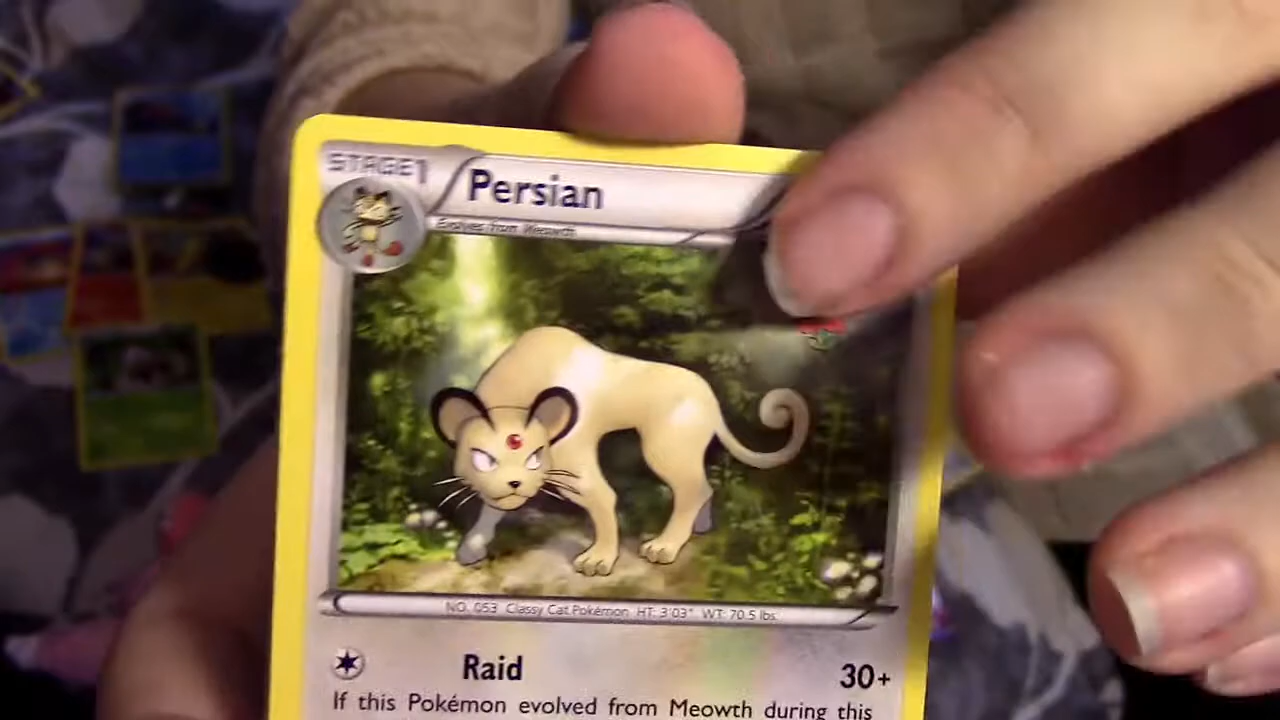 STAGE1
Persian
Evolves from Meowth
NO. 053 Classy Cat Pokémon HT: 3'03" WT: 70.5 lbs.
Raid 30+
If this Pokémon evolved from Meowth during this